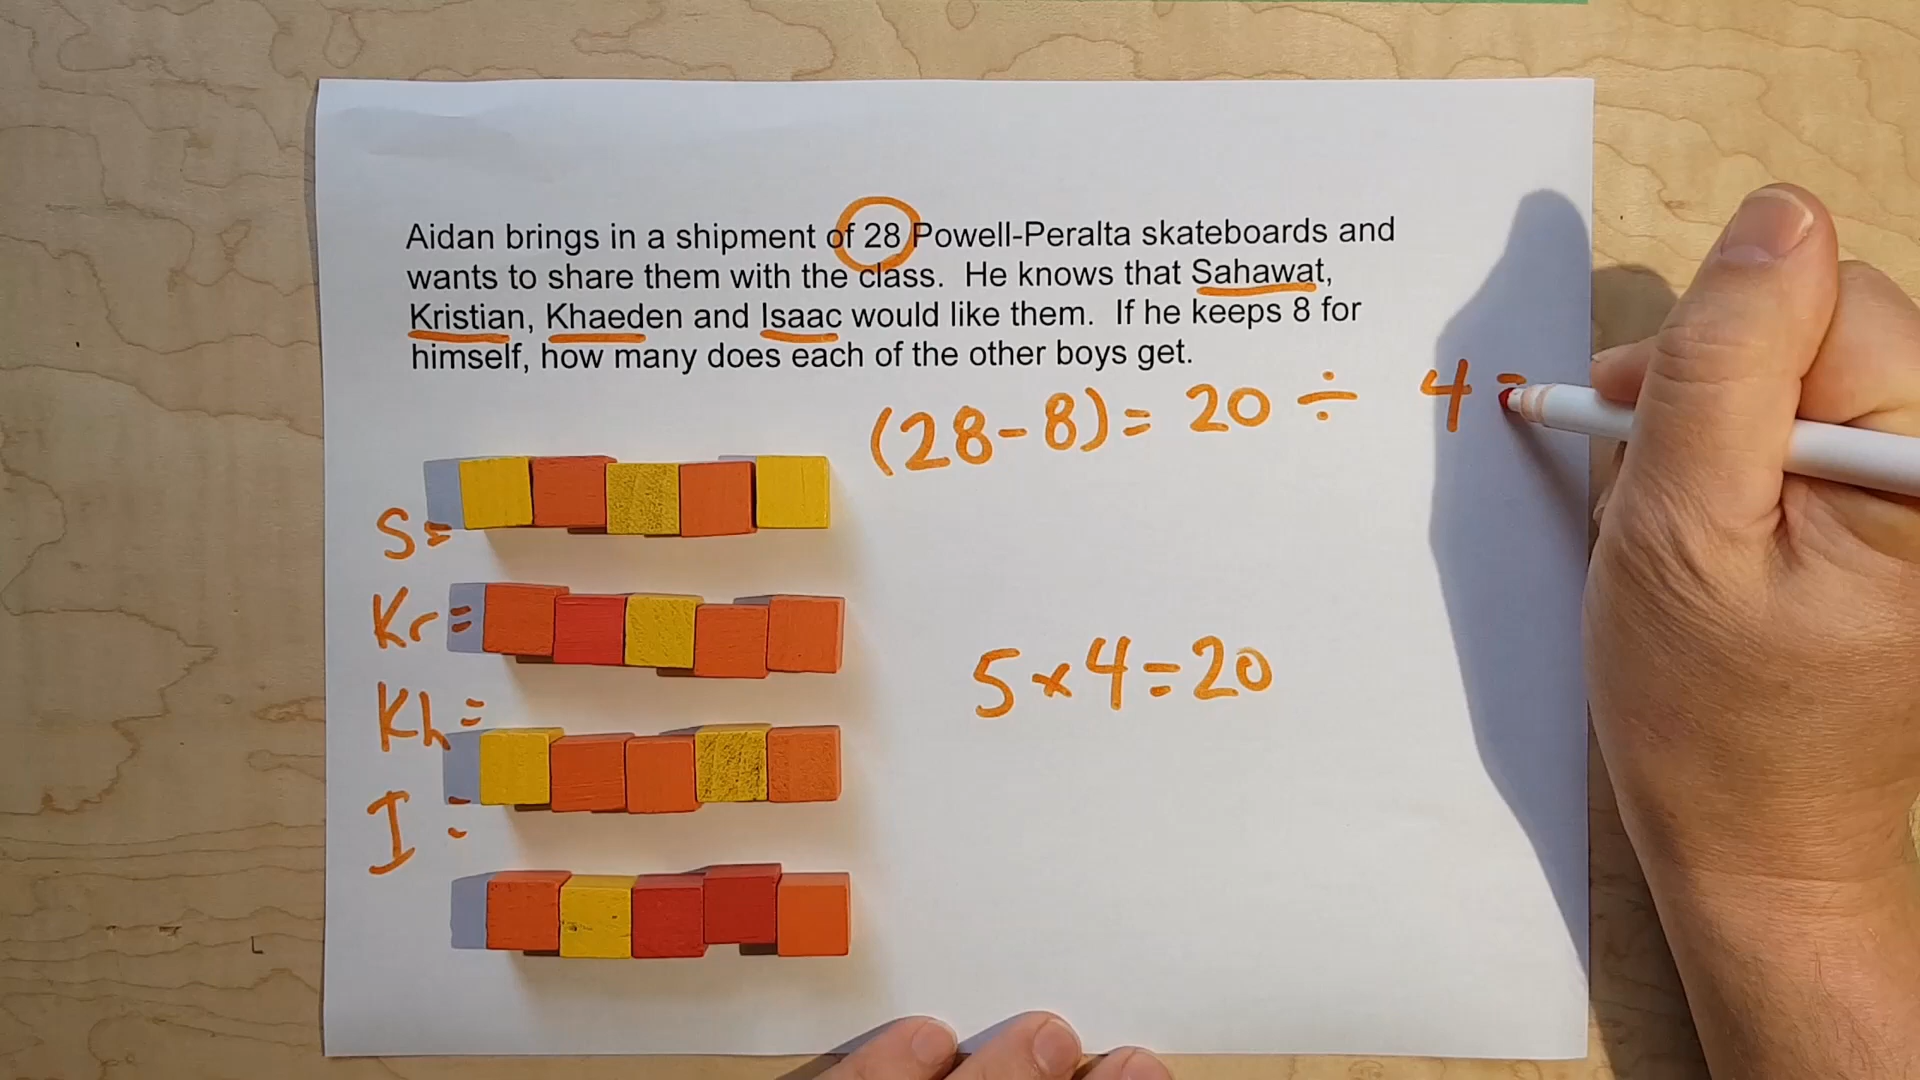 Aidan brings in a shipment of 28 Powell-Peralta skateboards and
wants to share them with the class. He knows that Sahawat,
Kristian, Khaeden and Isaac would like them. If he keeps 8 for
himself, how many does each of the other boys get.
(28-8)= 20 ÷ 4 =
S=
Kr=
5×4=20
Kh=
I =